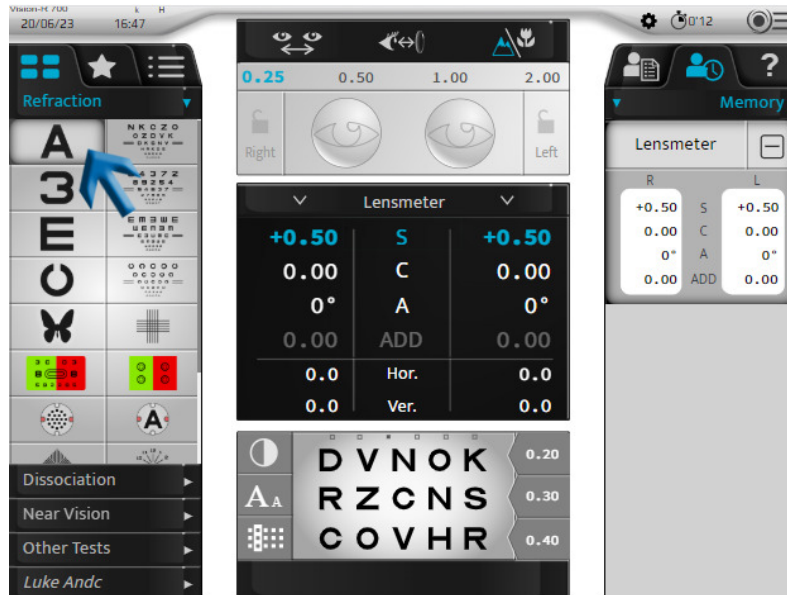 Vision-R 700 k H
20/06/23 16:47
0'12
0.25 0.50 1.00 2.00
Refraction
Memory
A
N K C Z O
O Z D V K
D K S N V
Right
Left
3
Lensmeter
E
E M Ǝ W E
Lensmeter
R L
+0.50 S +0.50
0.00 C 0.00
0° A 0°
0.00 ADD 0.00
+0.50 S +0.50
0.00 C 0.00
0° A 0°
0.00 ADD 0.00
0.0 Hor. 0.0
0.0 Ver. 0.0
A
D V N O K 0.20
A A R Z C N S 0.30
C O V H R 0.40
Dissociation
Near Vision
Other Tests
Luke Andc
?